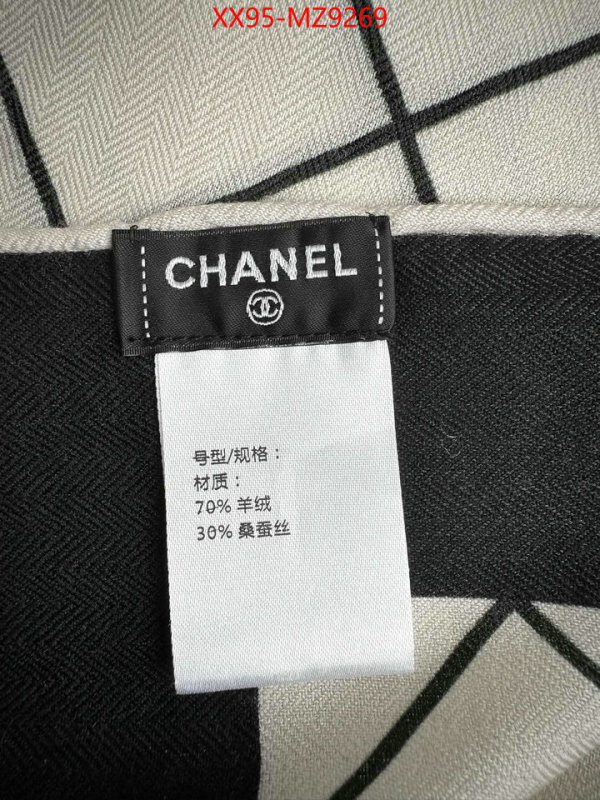 XX95-MZ9269
CHANEL
号型/规格：
材质：
70% 羊绒
30% 桑蚕丝